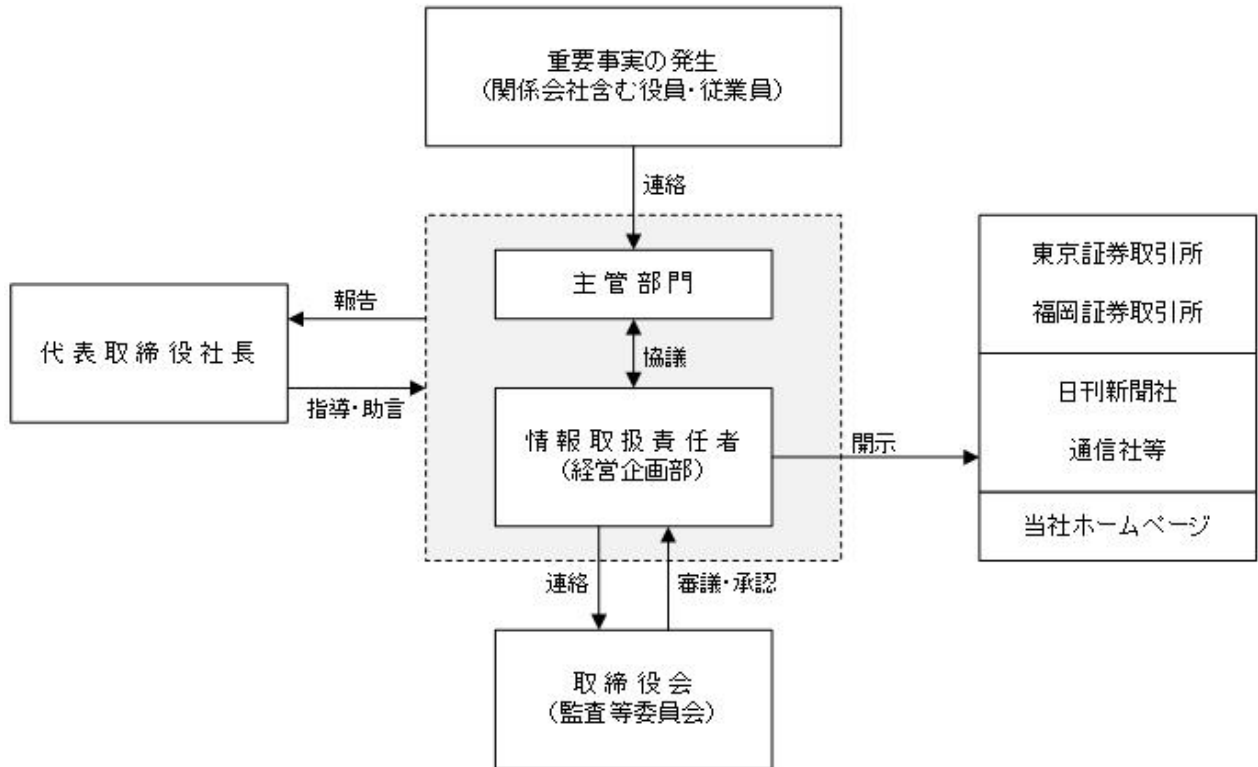 重要事実の発生
（関係会社含む役員・従業員）
連絡
主管部門
報告
協議
代表取締役社長
指導・助言
情報取扱責任者
（経営企画部）
開示
東京証券取引所
福岡証券取引所
日刊新聞社
通信社等
当社ホームページ
連絡
審議・承認
取締役会
（監査等委員会）